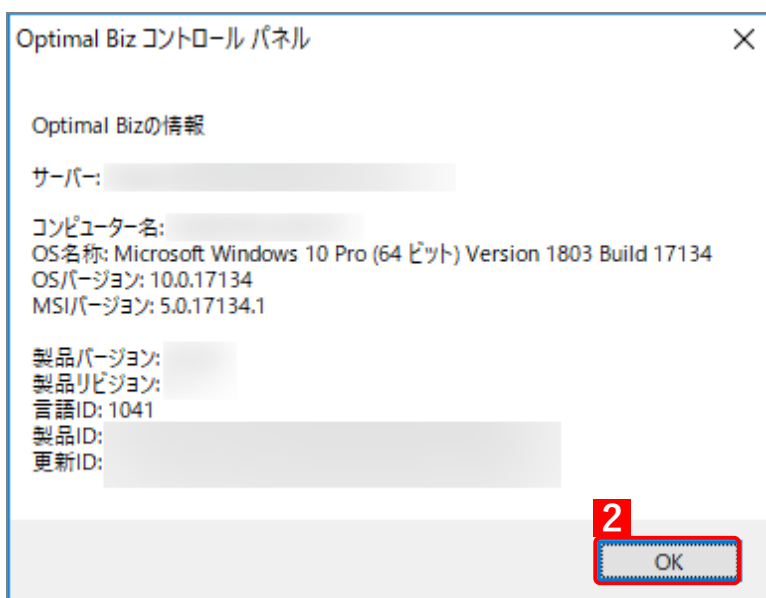 Optimal Biz コントロール パネル
Optimal Bizの情報
サーバー:
コンピューター名:
OS名称: Microsoft Windows 10 Pro (64 ビット) Version 1803 Build 17134
OSバージョン: 10.0.17134
MSIバージョン: 5.0.17134.1
製品バージョン:
製品リビジョン:
言語ID: 1041
製品ID:
更新ID:
2
OK